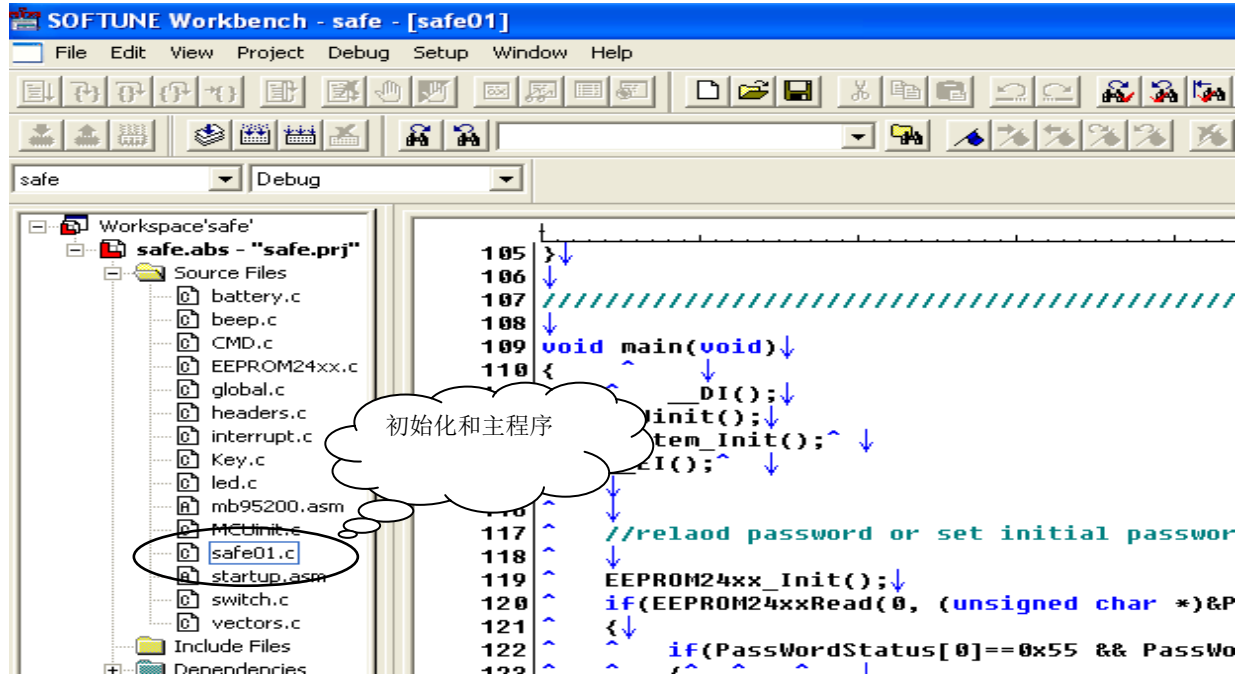 SOFTUNE Workbench - safe - [safe01]
File Edit View Project Debug Setup Window Help
safe Debug
Workspace'safe'
safe.abs - "safe.prj"
Source Files
battery.c
beep.c
CMD.c
EEPROM24xx.c
global.c
headers.c
interrupt.c
Key.c
led.c
mb95200.asm
MCUinit.c
safe01.c
startup.asm
switch.c
vectors.c
Include Files
Dependencies
初始化和主程序
105 }↓
106 ↓
107 ////////////////////////////////////////////
108 ↓
109 void main(void)↓
110 { ^ ↓
^ __DI();↓
init();↓
tem_Init();^ ↓
EI();^ ↓
↓
^ ↓
117 ^ //relaod password or set initial passwor
118 ^ ↓
119 ^ EEPROM24xx_Init();↓
120 ^ if(EEPROM24xxRead(0, (unsigned char *)&P
121 ^ {↓
122 ^ ^ if(PassWordStatus[0]==0x55 && PassWo
123 ^ ^ {^ ^ ^ ↓